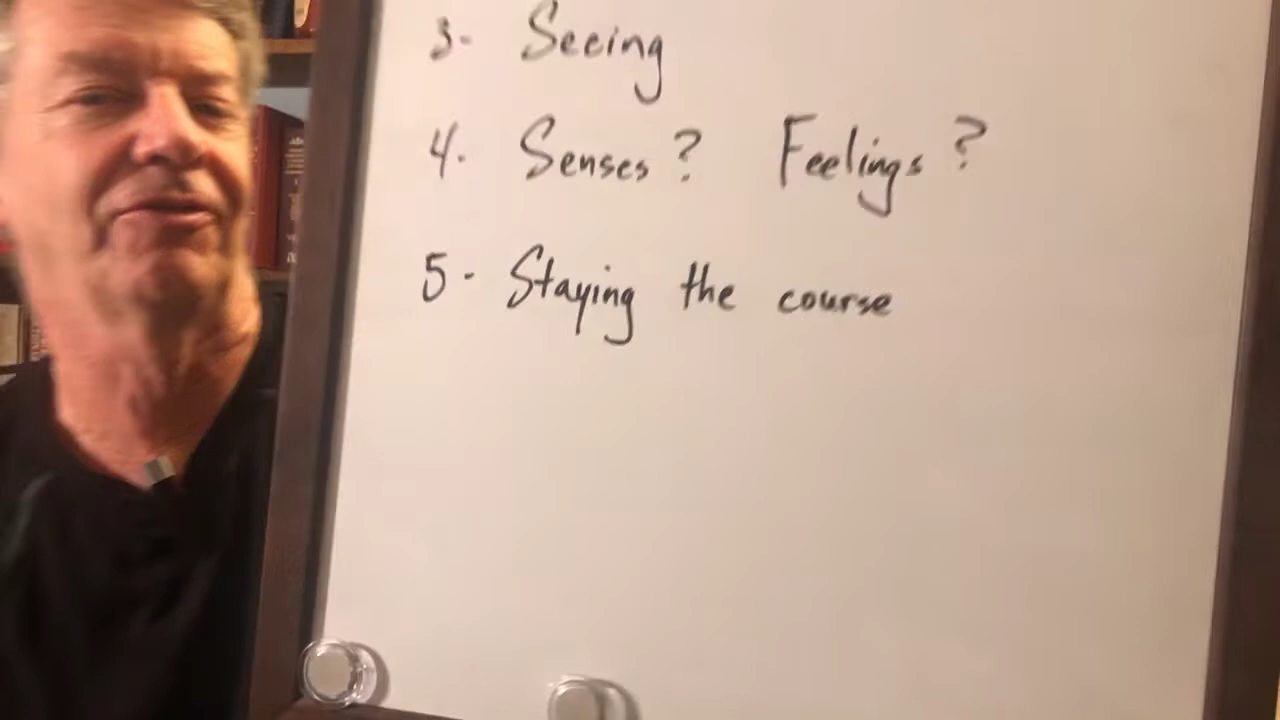 3- Seeing
4. Senses? Feelings?
5- Staying the course